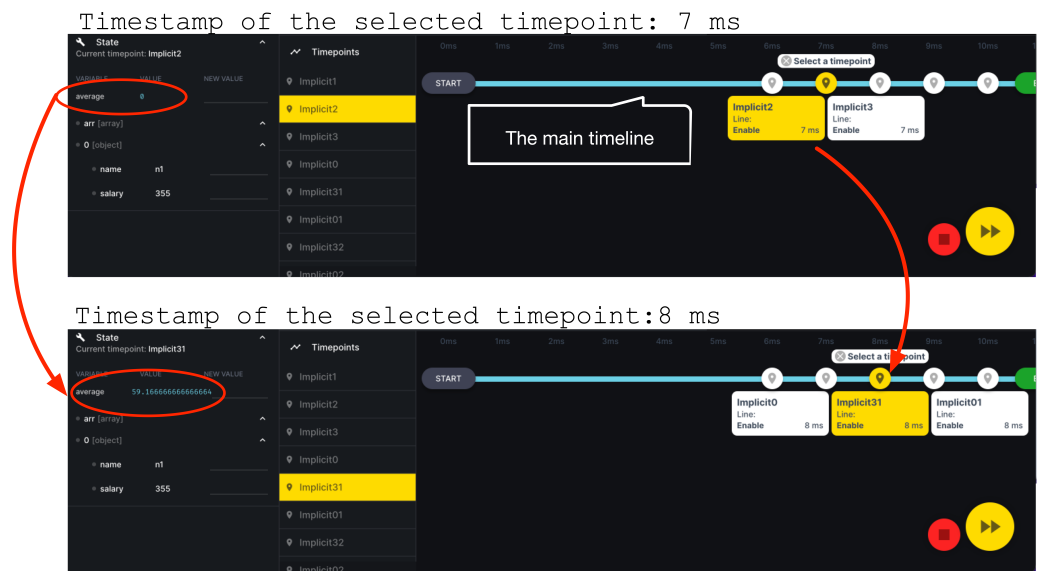 Timestamp of the selected timepoint: 7 ms
State
Current timepoint: Implicit2
VARIABLE VALUE NEW VALUE
average 0
arr [array]
0 [object]
name n1
salary 355
Timepoints
Implicit1
Implicit2
Implicit3
Implicit0
Implicit31
Implicit01
Implicit32
Implicit02
0ms 1ms 2ms 3ms 4ms 5ms 6ms 7ms 8ms 9ms 10ms
Select a timepoint
START
Implicit2
Line:
Enable 7 ms
Implicit3
Line:
Enable 7 ms
The main timeline
Timestamp of the selected timepoint:8 ms
State
Current timepoint: Implicit31
VARIABLE VALUE NEW VALUE
average 59.166666666666664
arr [array]
0 [object]
name n1
salary 355
Timepoints
Implicit1
Implicit2
Implicit3
Implicit0
Implicit31
Implicit01
Implicit32
Implicit02
0ms 1ms 2ms 3ms 4ms 5ms 6ms 7ms 8ms 9ms 10ms
Select a timepoint
START
Implicit0
Line:
Enable 8 ms
Implicit31
Line:
Enable 8 ms
Implicit01
Line:
Enable 8 ms